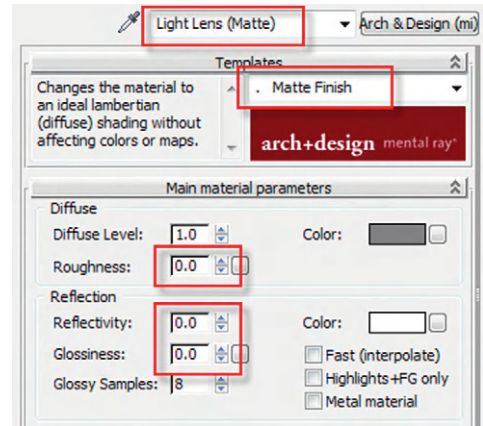 Light Lens (Matte) Arch & Design (mi)
Templates
Changes the material to
an ideal lambertian
(diffuse) shading without
affecting colors or maps.
. Matte Finish
arch+design mental ray
Main material parameters
Diffuse
Diffuse Level: 1.0 Color:
Roughness: 0.0
Reflection
Reflectivity: 0.0 Color:
Glossiness: 0.0 Fast (interpolate)
Glossy Samples: 8 Highlights+FG only
Metal material